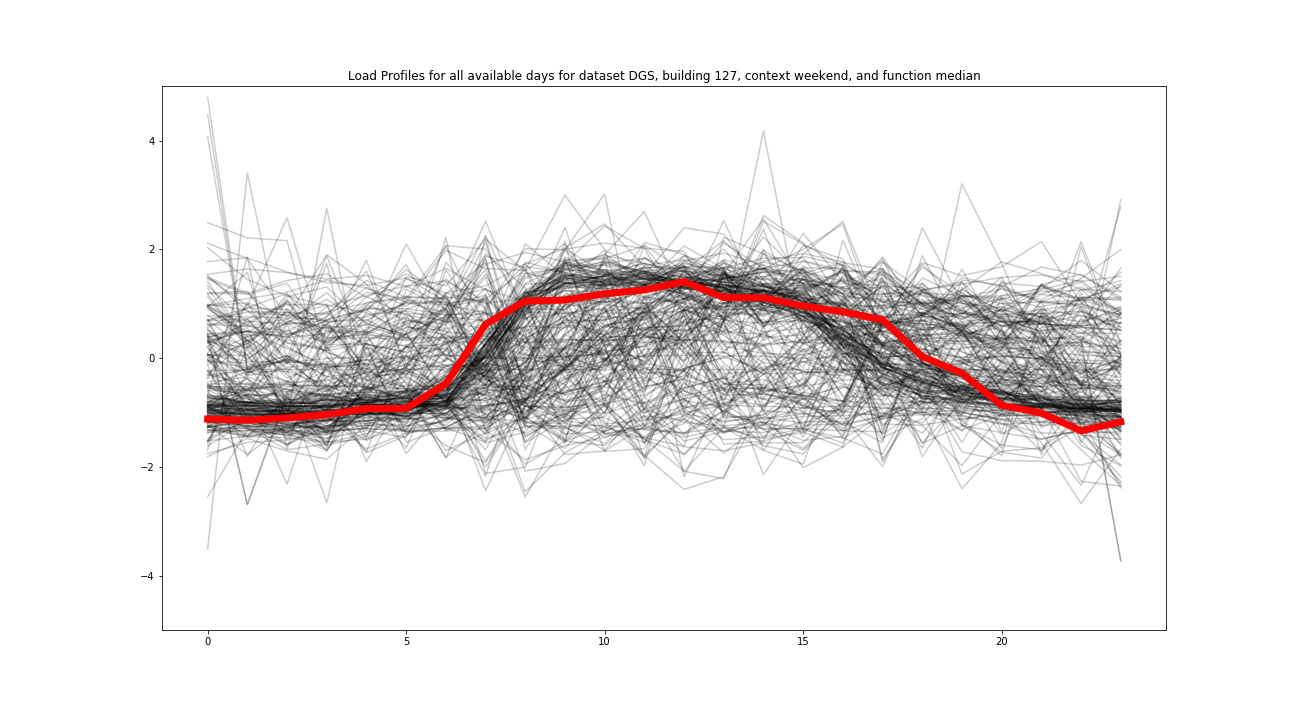 Load Profiles for all available days for dataset DGS, building 127, context weekend, and function median
4
2
0
−2
−4
0 5 10 15 20